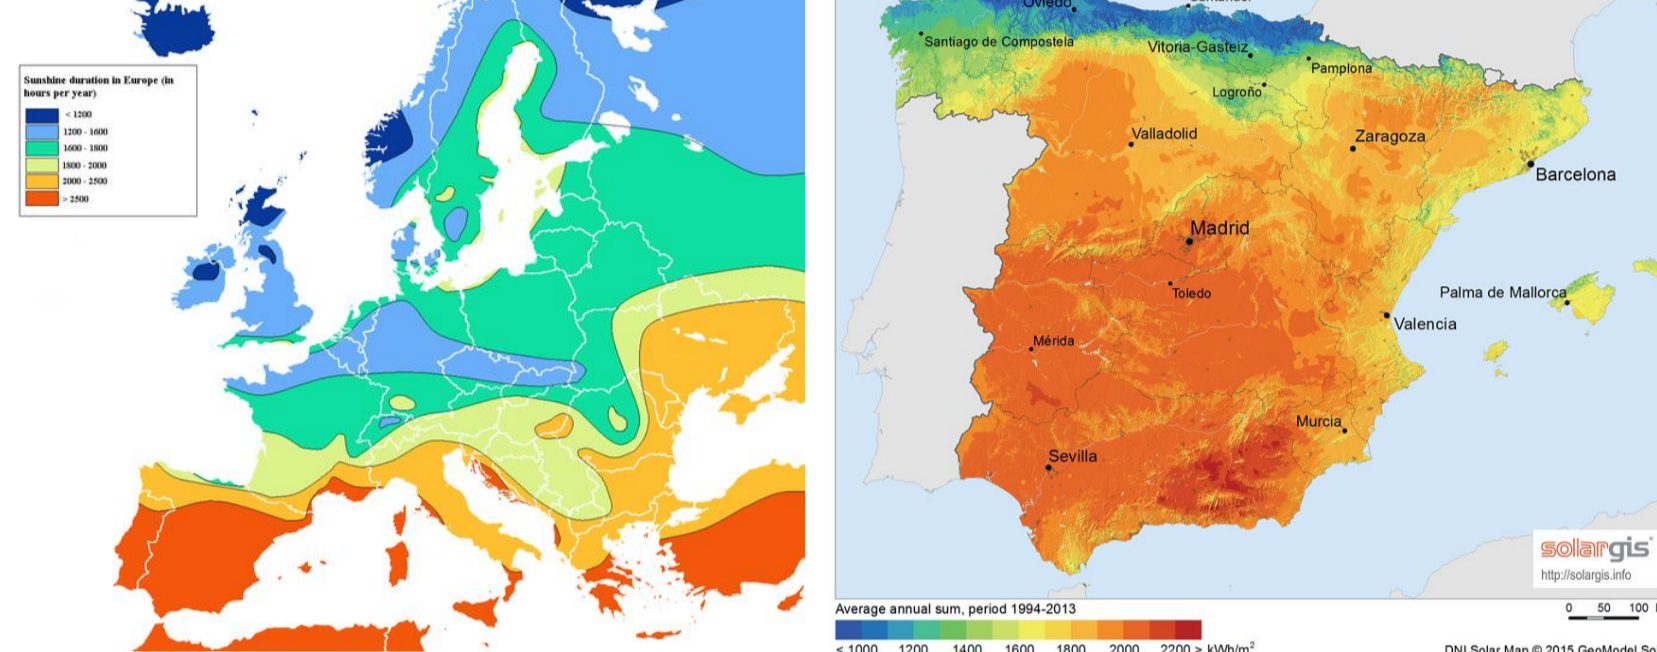 Sunshine duration in Europe (in
hours per year)
< 1200
1200 - 1600
1600 - 1800
1800 - 2000
2000 - 2500
> 2500
Oviedo
Santander
Santiago de Compostela
Vitoria-Gasteiz
Pamplona
Logroño
Valladolid
Zaragoza
Barcelona
Madrid
Toledo
Palma de Mallorca
Valencia
Mérida
Murcia
Sevilla
solargis
http://solargis.info
Average annual sum, period 1994-2013
0 50 100
< 1000 1200 1400 1600 1800 2000 2200 > kWh/m²
DNI Solar Map © 2015 GeoModel So